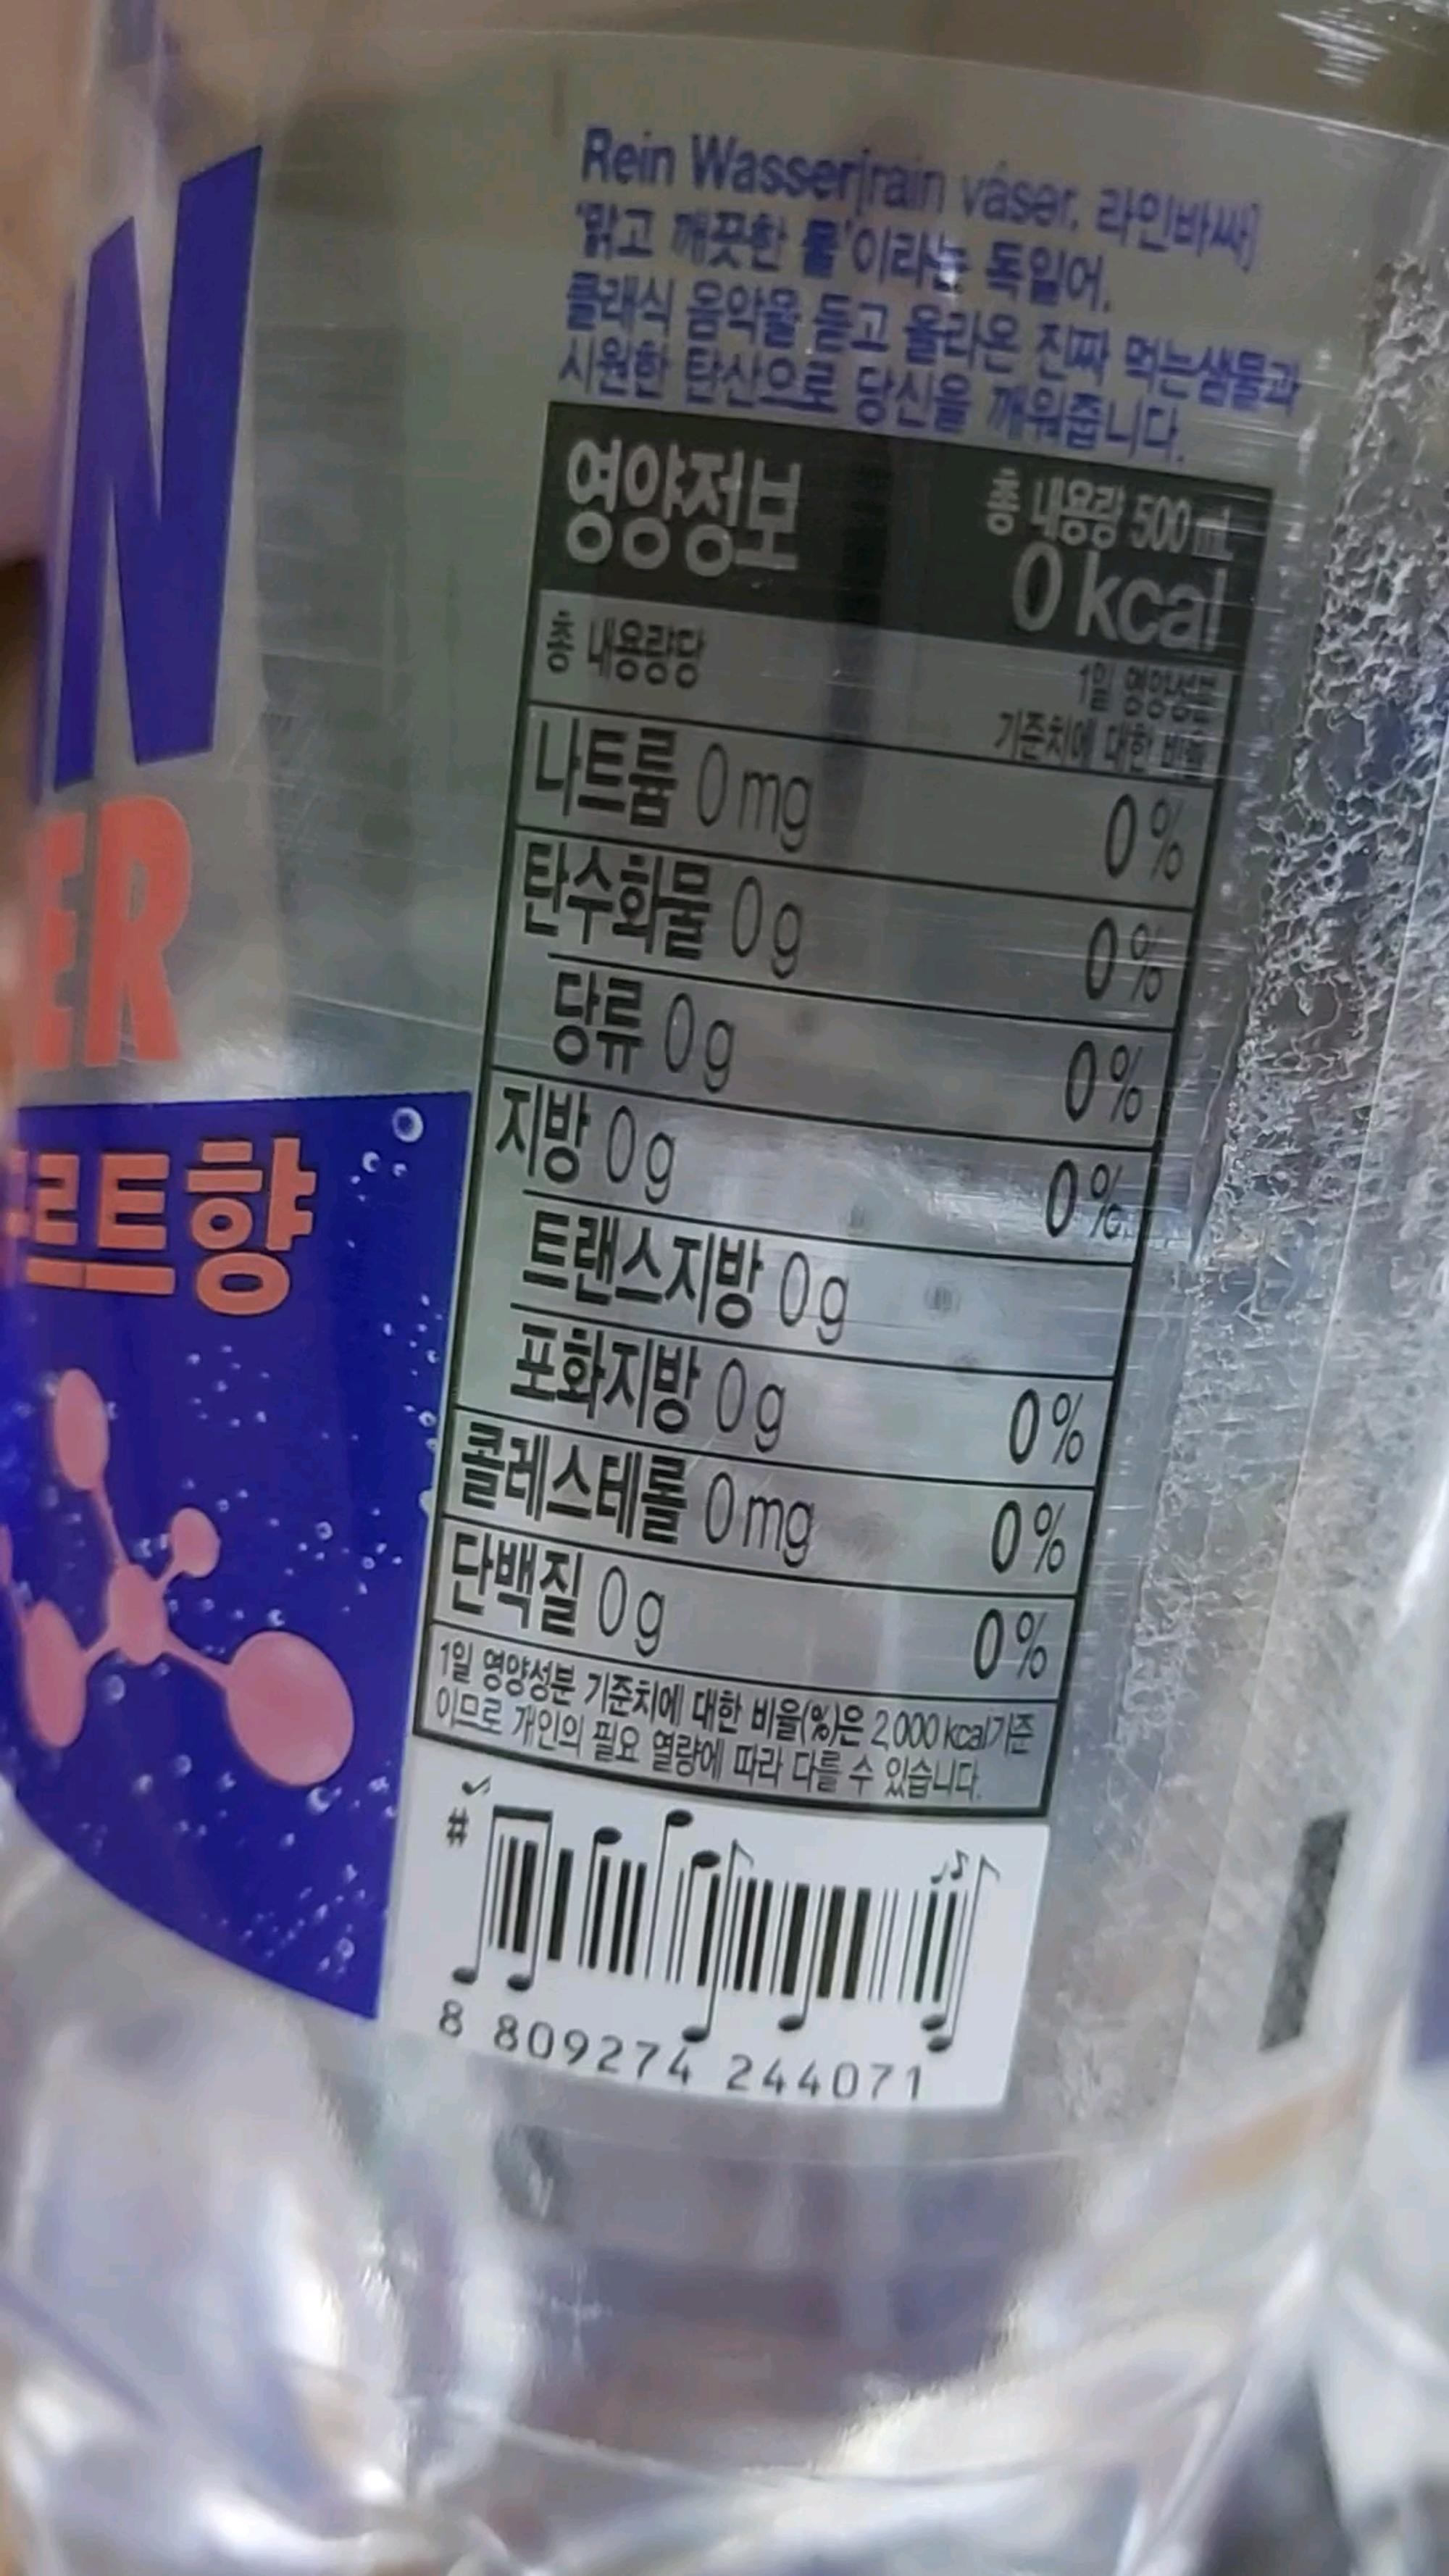 N
ER
르트향
Rein Wasser[rain váser, 라인바싸]
'맑고 깨끗한 물'이라는 독일어.
클래식 음악을 듣고 올라온 진짜 먹는샘물과
시원한 탄산으로 당신을 깨워줍니다.
영양정보
총 내용량 500 mL
0 kcal
총 내용량당
1일 영양성분
기준치에 대한 비율
나트륨 0 mg 0 %
탄수화물 0 g 0 %
당류 0 g 0 %
지방 0 g 0 %
트랜스지방 0 g
포화지방 0 g 0 %
콜레스테롤 0 mg 0 %
단백질 0 g 0 %
1일 영양성분 기준치에 대한 비율(%)은 2,000 kcal기준
이므로 개인의 필요 열량에 따라 다를 수 있습니다.
#
8 809274 244071